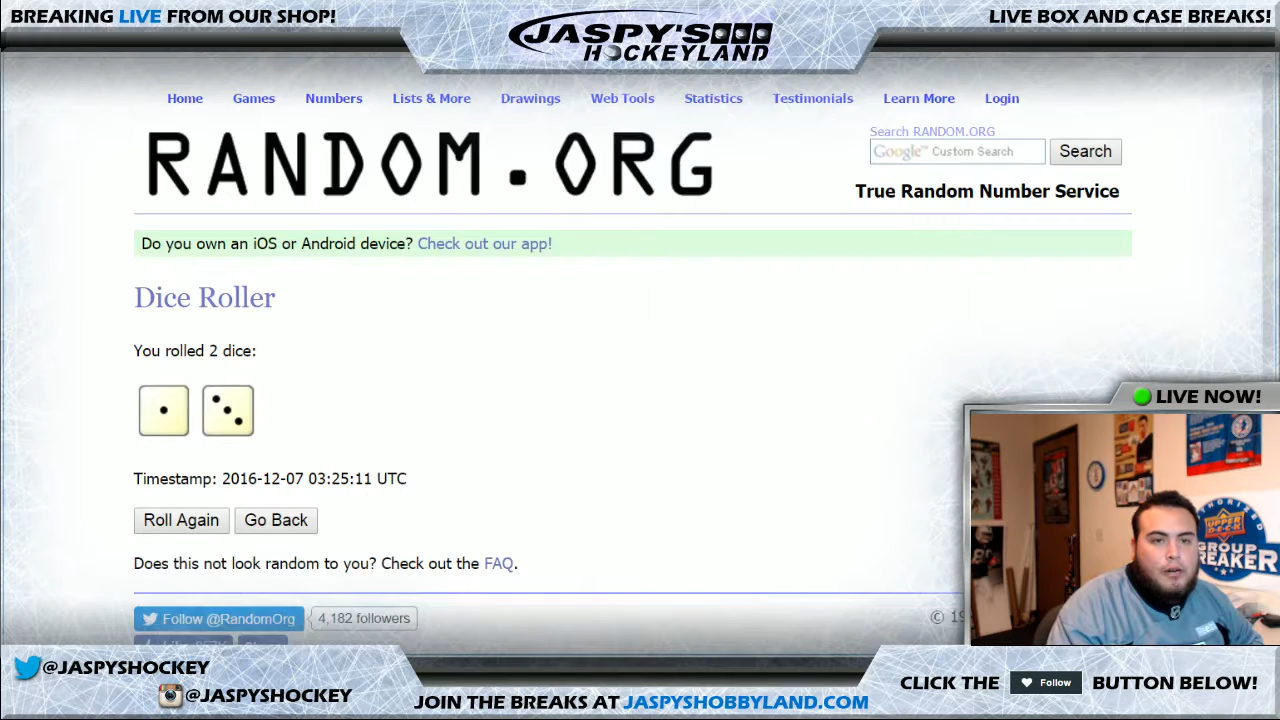 BREAKING LIVE FROM OUR SHOP!
JASPY'S
HOCKEYLAND
LIVE BOX AND CASE BREAKS!
Home Games Numbers Lists & More Drawings Web Tools Statistics Testimonials Learn More Login
RANDOM.ORG
Search RANDOM.ORG
Google™ Custom Search Search
True Random Number Service
Do you own an iOS or Android device? Check out our app!
Dice Roller
You rolled 2 dice:
Timestamp: 2016-12-07 03:25:11 UTC
Roll Again Go Back
Does this not look random to you? Check out the FAQ.
Follow @RandomOrg 4,182 followers
©
LIVE NOW!
AUTHORIZED
UPPER DECK
GROUP BREAKER
@JASPYSHOCKEY
@JASPYSHOCKEY
JOIN THE BREAKS AT JASPYSHOBBYLAND.COM
CLICK THE Follow BUTTON BELOW!